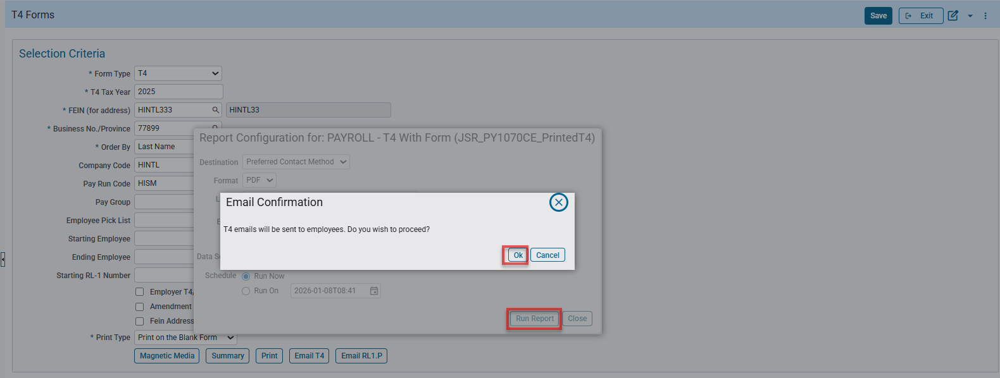 T4 Forms
Save
Exit
Selection Criteria
* Form Type T4
* T4 Tax Year 2025
* FEIN (for address) HINTL333 HINTL33
* Business No./Province 77899
* Order By Last Name
Company Code HINTL
Pay Run Code HISM
Pay Group
Employee Pick List
Starting Employee
Ending Employee
Starting RL-1 Number
Employer T4/
Amendment
Fein Address
* Print Type Print on the Blank Form
Magnetic Media Summary Print Email T4 Email RL1.P
Report Configuration for: PAYROLL - T4 With Form (JSR_PY1070CE_PrintedT4)
Destination Preferred Contact Method
Format PDF
Email Confirmation
T4 emails will be sent to employees. Do you wish to proceed?
Ok Cancel
Data
Schedule Run Now
Run On 2026-01-08T08:41
Run Report Close